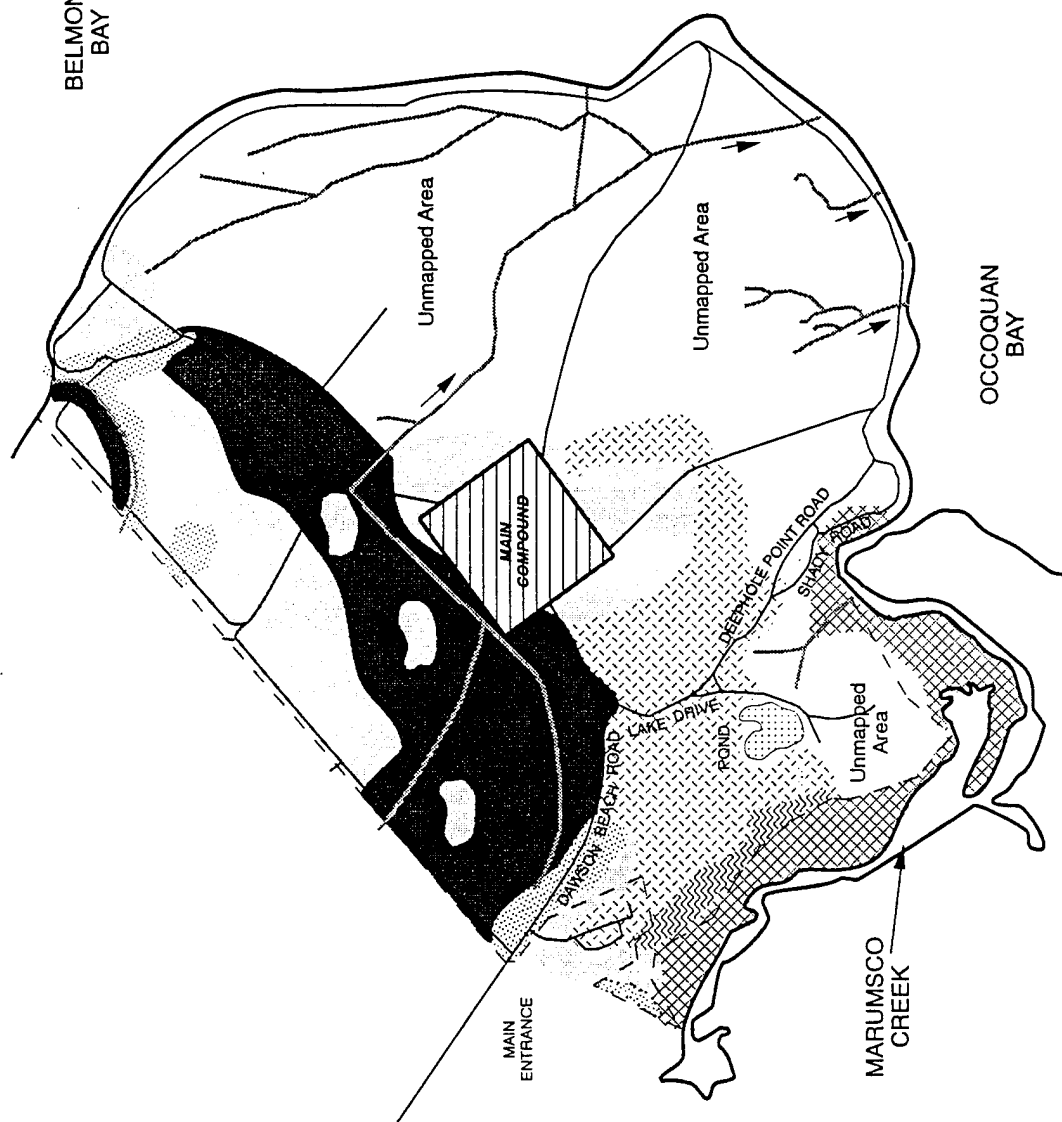 BELMON
BAY
Unmapped Area
Unmapped Area
OCCOQUAN
BAY
MAIN
COMPOUND
DEEPHOLE POINT ROAD
SHADY ROAD
LAKE DRIVE
POND
Unmapped
Area
DAWSON BEACH ROAD
MAIN
ENTRANCE
MARUMSCO
CREEK